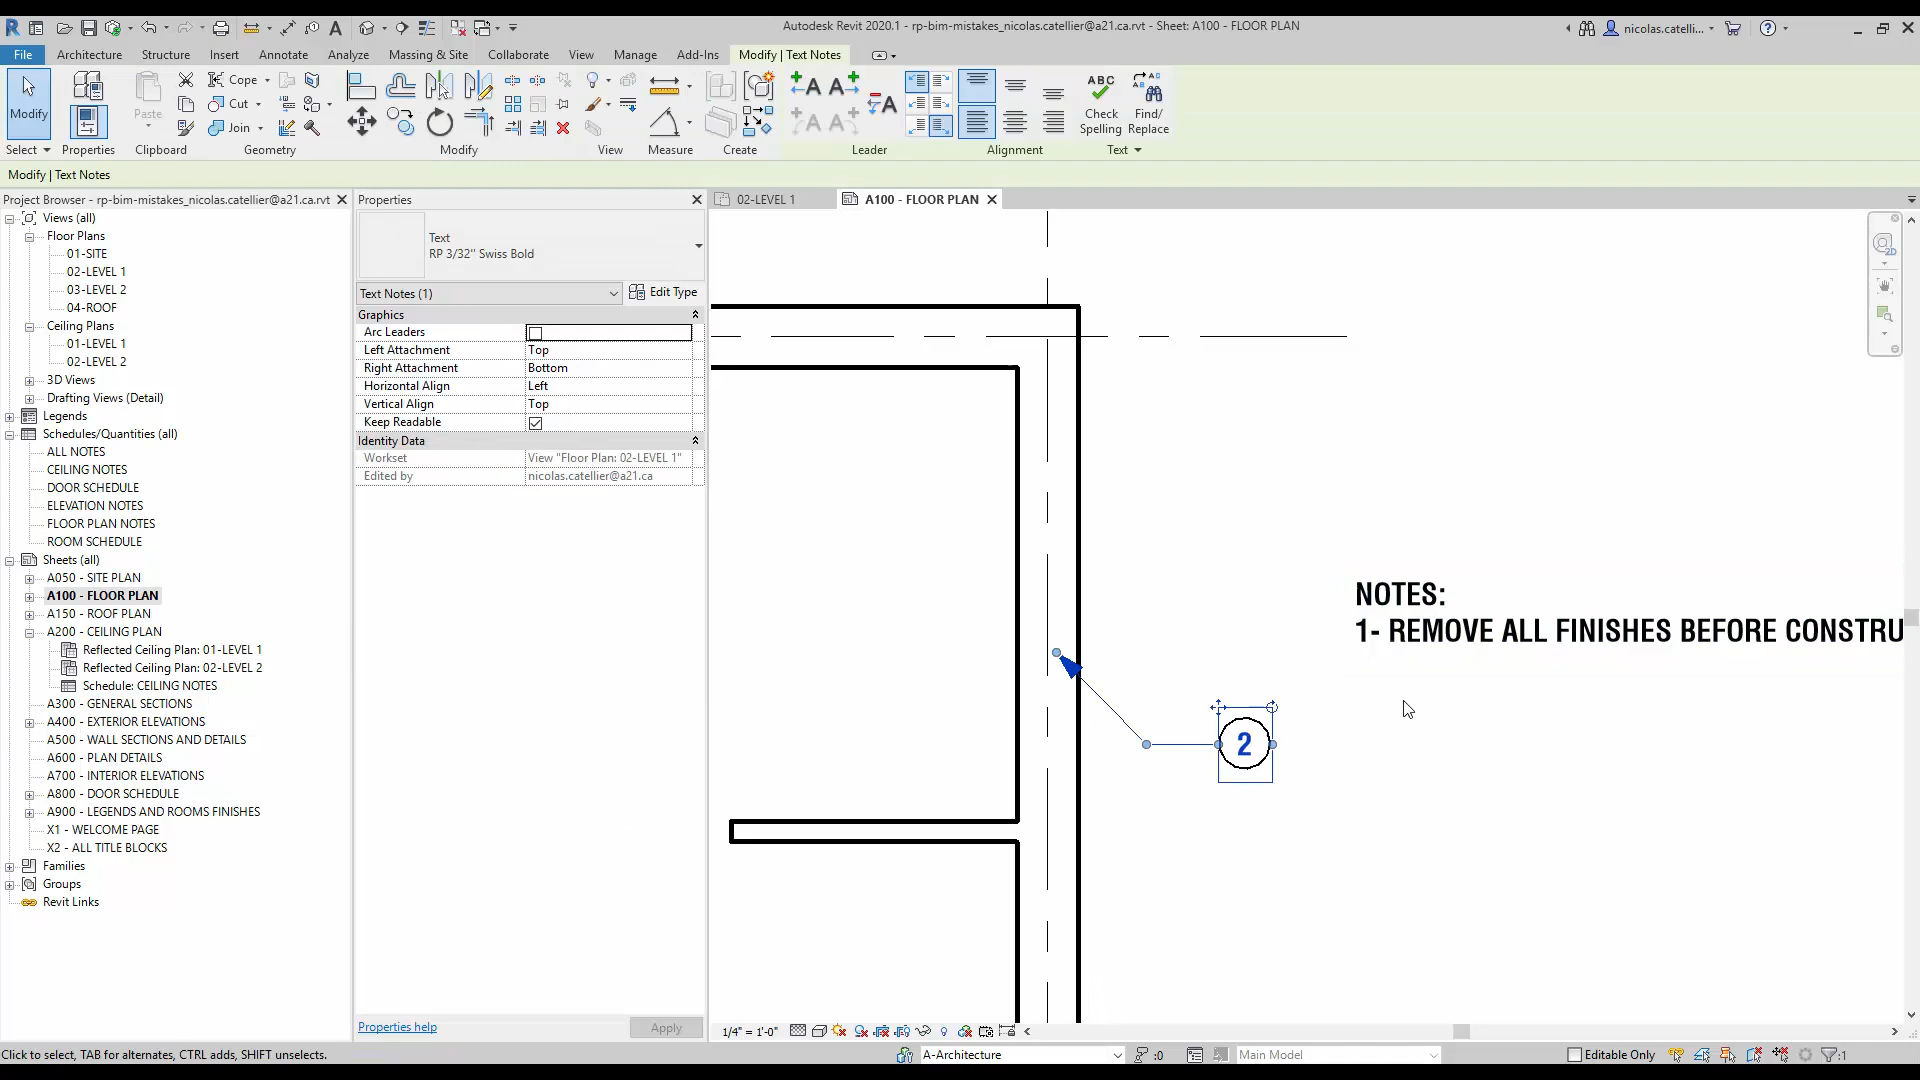 Autodesk Revit 2020.1 - rp-bim-mistakes_nicolas.catellier@a21.ca.rvt - Sheet: A100 - FLOOR PLAN
nicolas.catelli...
File Architecture Structure Insert Annotate Analyze Massing & Site Collaborate View Manage Add-Ins Modify | Text Notes
Modify
Paste
Cope
Cut
Join
ABC
Check Spelling
Find/ Replace
Select Properties Clipboard Geometry Modify View Measure Create Leader Alignment Text
Modify | Text Notes
Project Browser - rp-bim-mistakes_nicolas.catellier@a21.ca.rvt
Views (all)
Floor Plans
01-SITE
02-LEVEL 1
03-LEVEL 2
04-ROOF
Ceiling Plans
01-LEVEL 1
02-LEVEL 2
3D Views
Drafting Views (Detail)
Legends
Schedules/Quantities (all)
ALL NOTES
CEILING NOTES
DOOR SCHEDULE
ELEVATION NOTES
FLOOR PLAN NOTES
ROOM SCHEDULE
Sheets (all)
A050 - SITE PLAN
A100 - FLOOR PLAN
A150 - ROOF PLAN
A200 - CEILING PLAN
Reflected Ceiling Plan: 01-LEVEL 1
Reflected Ceiling Plan: 02-LEVEL 2
Schedule: CEILING NOTES
A300 - GENERAL SECTIONS
A400 - EXTERIOR ELEVATIONS
A500 - WALL SECTIONS AND DETAILS
A600 - PLAN DETAILS
A700 - INTERIOR ELEVATIONS
A800 - DOOR SCHEDULE
A900 - LEGENDS AND ROOMS FINISHES
X1 - WELCOME PAGE
X2 - ALL TITLE BLOCKS
Families
Groups
Revit Links
Properties
Text
RP 3/32" Swiss Bold
Text Notes (1)
Edit Type
Graphics
Arc Leaders
Left Attachment Top
Right Attachment Bottom
Horizontal Align Left
Vertical Align Top
Keep Readable
Identity Data
Workset View "Floor Plan: 02-LEVEL 1"
Edited by nicolas.catellier@a21.ca
Properties help
Apply
02-LEVEL 1
A100 - FLOOR PLAN
NOTES:
1- REMOVE ALL FINISHES BEFORE CONSTRU
2
1/4" = 1'-0"
Click to select, TAB for alternates, CTRL adds, SHIFT unselects.
A-Architecture
:0
Main Model
Editable Only
:1